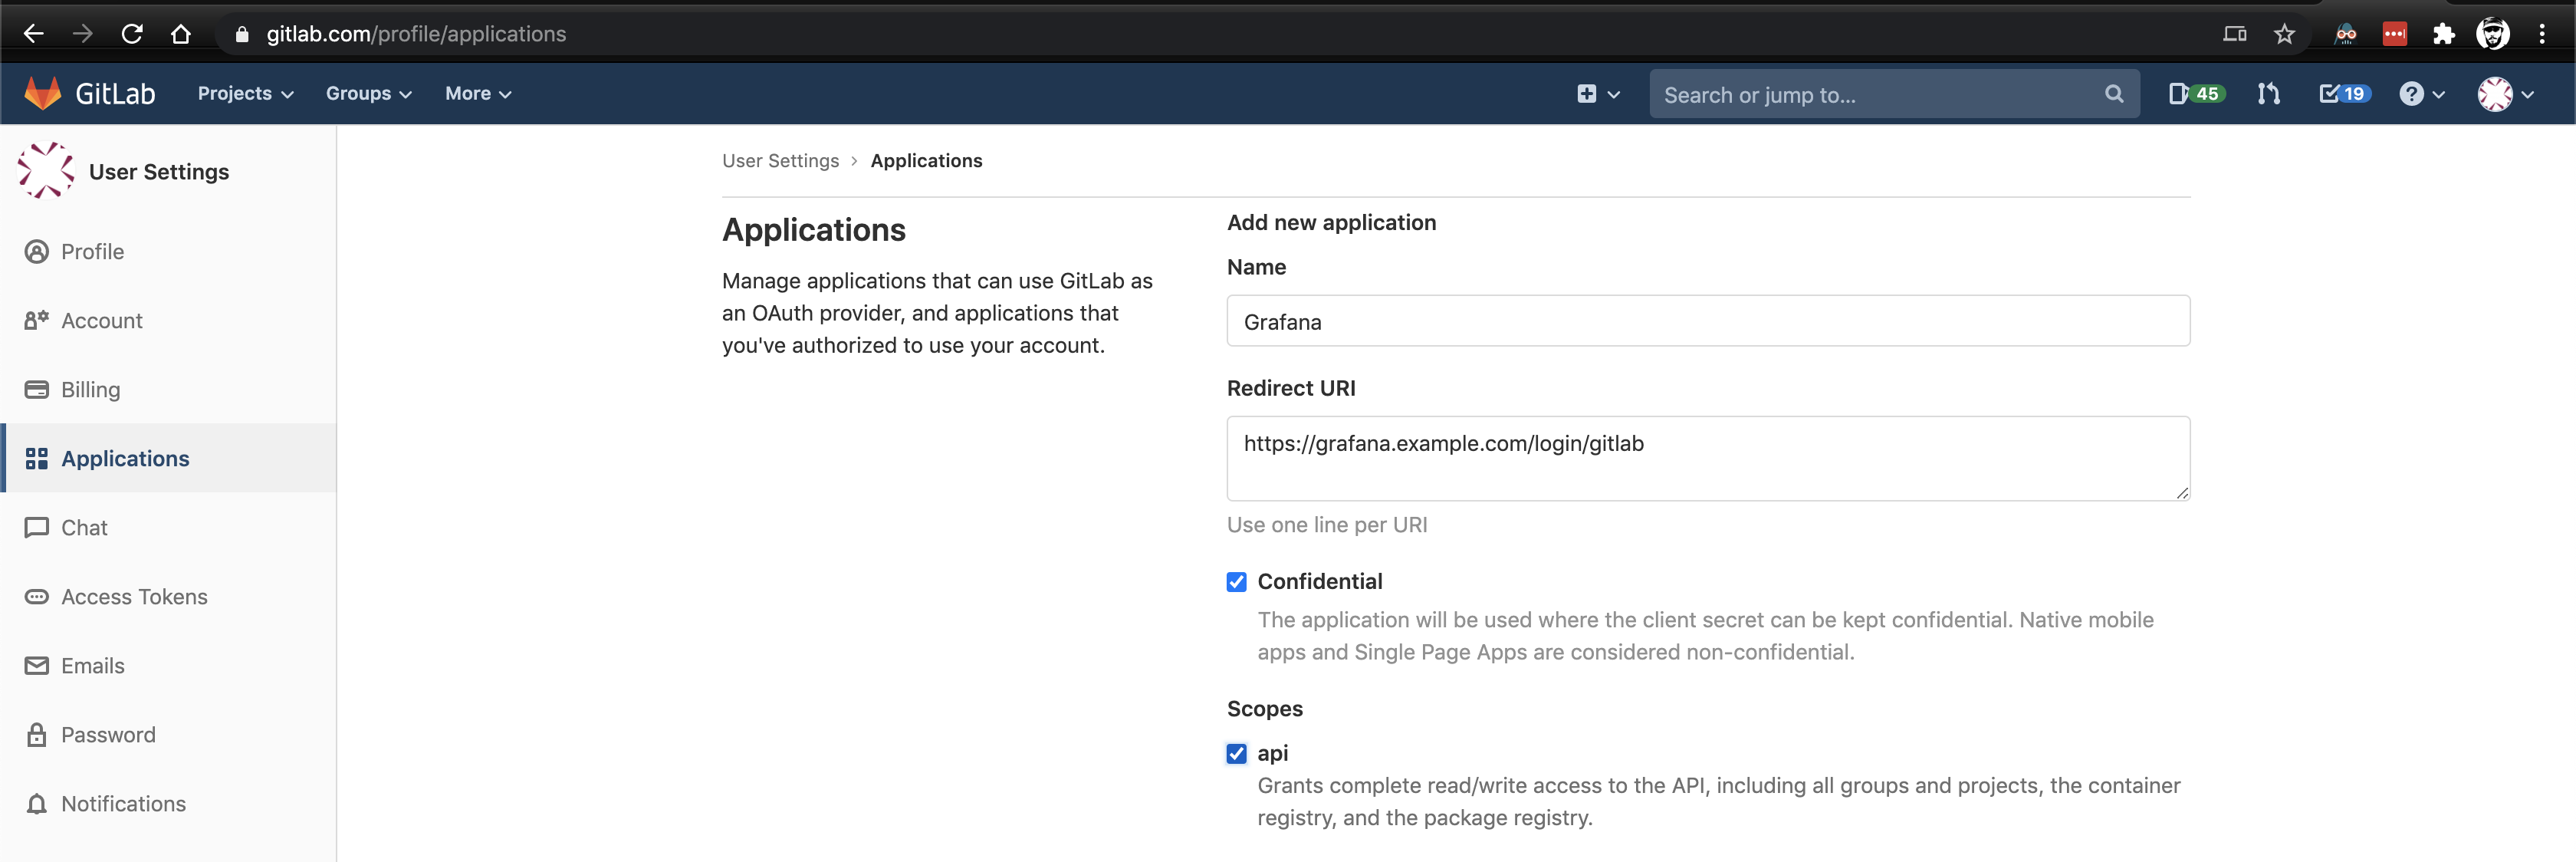 gitlab.com/profile/applications
GitLab Projects Groups More Search or jump to... 45 19
User Settings
Profile
Account
Billing
Applications
Chat
Access Tokens
Emails
Password
Notifications
User Settings › Applications
Applications
Manage applications that can use GitLab as
an OAuth provider, and applications that
you've authorized to use your account.
Add new application
Name
Grafana
Redirect URI
https://grafana.example.com/login/gitlab
Use one line per URI
Confidential
The application will be used where the client secret can be kept confidential. Native mobile
apps and Single Page Apps are considered non-confidential.
Scopes
api
Grants complete read/write access to the API, including all groups and projects, the container
registry, and the package registry.